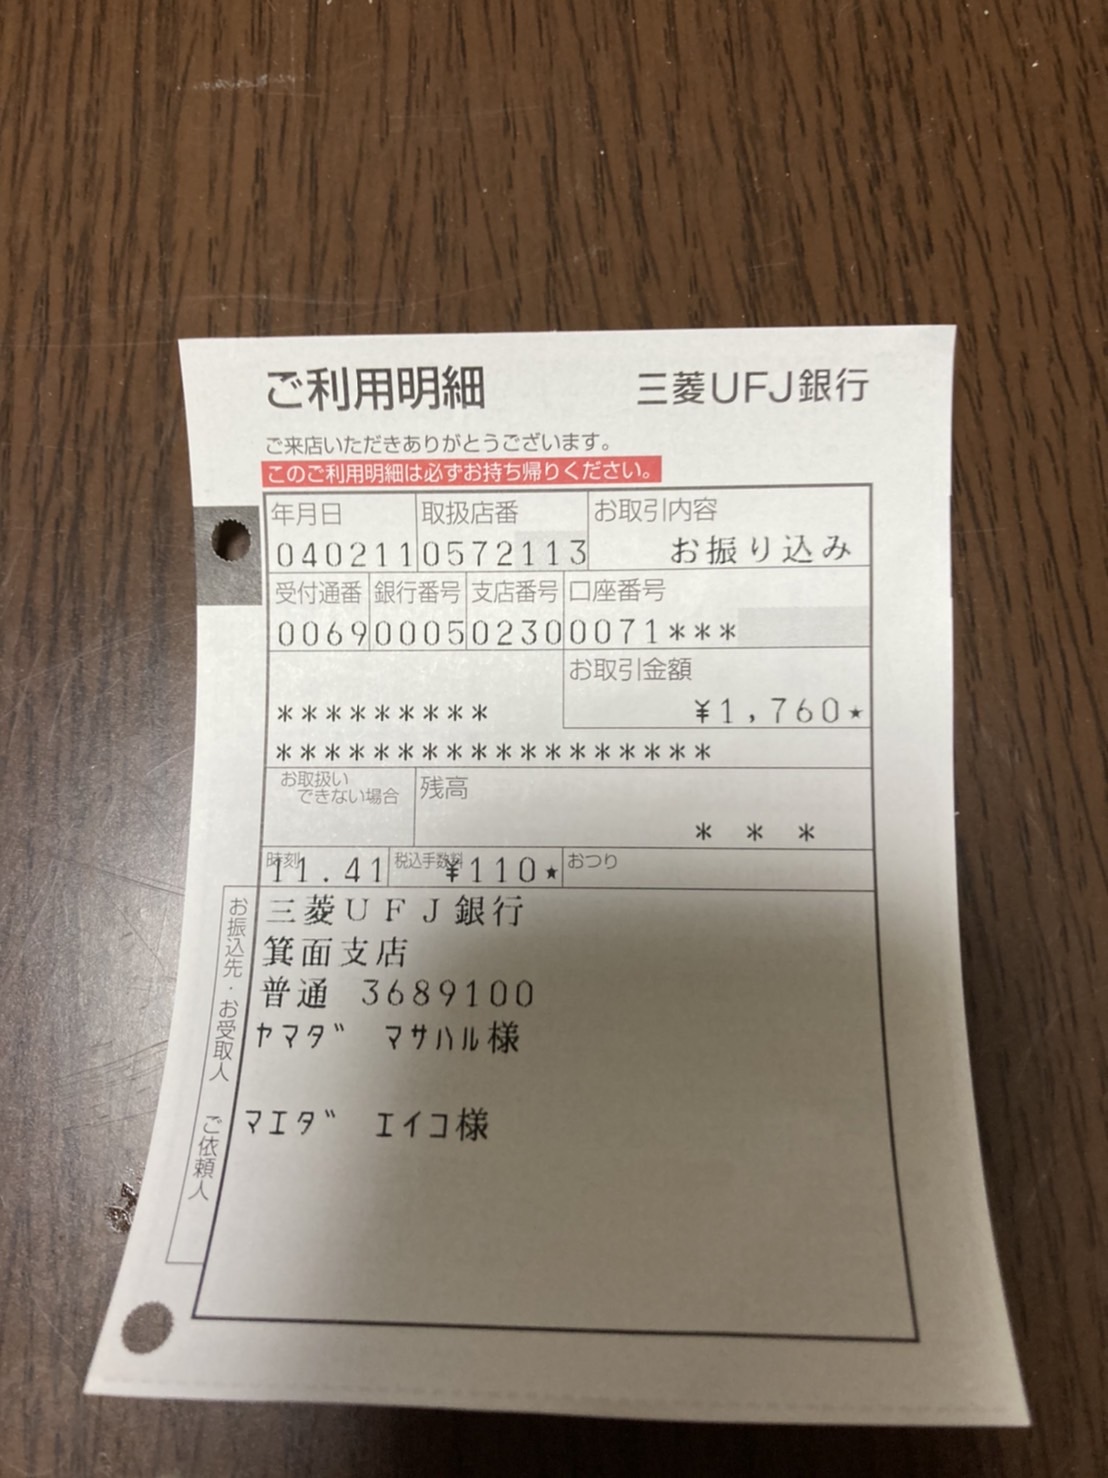 ご利用明細 三菱UFJ銀行
ご来店いただきありがとうございます。
このご利用明細は必ずお持ち帰りください。
年月日 取扱店番 お取引内容
040211 0572113 お振り込み
受付通番 銀行番号 支店番号 口座番号
0069 0005 0230 0071***
お取引金額
********* ¥1,760★
******************
お取扱いできない場合 残高
* * *
時刻 税込手数料 おつり
11.41 ¥110★
お振込先・お受取人
三菱UFJ銀行
箕面支店
普通 3689100
ヤマダ マサハル様
ご依頼人
マエダ エイコ様